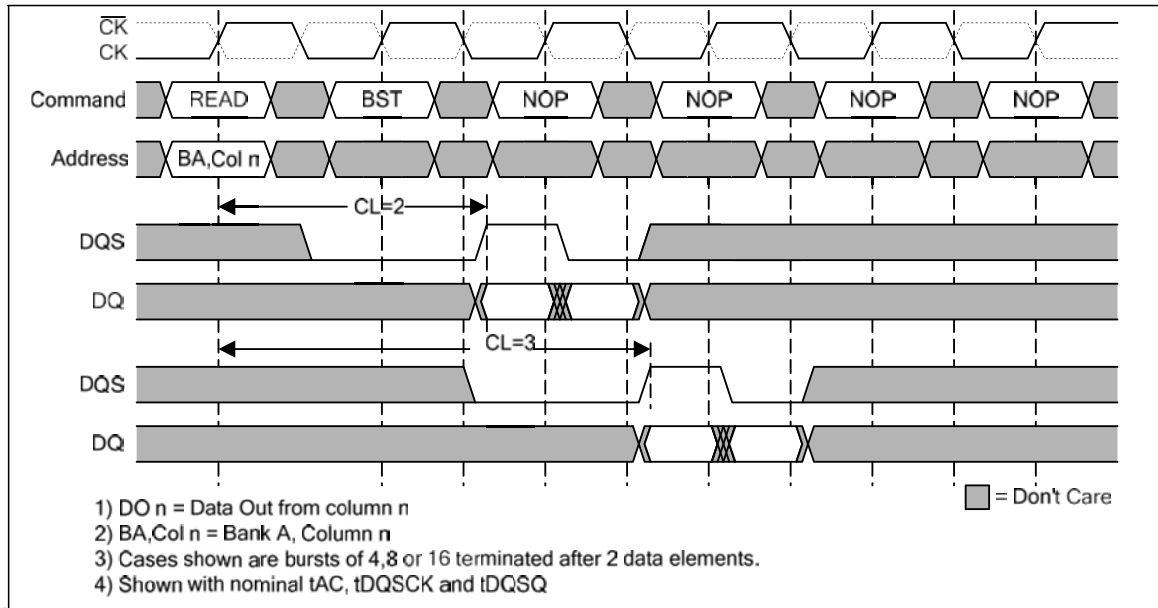 CK
CK
Command READ BST NOP NOP NOP NOP
Address BA,Col n
CL=2
DQS
DQ
CL=3
DQS
DQ
1) DO n = Data Out from column n
= Don't Care
2) BA,Col n = Bank A, Column n
3) Cases shown are bursts of 4,8 or 16 terminated after 2 data elements.
4) Shown with nominal tAC, tDQSCK and tDQSQ